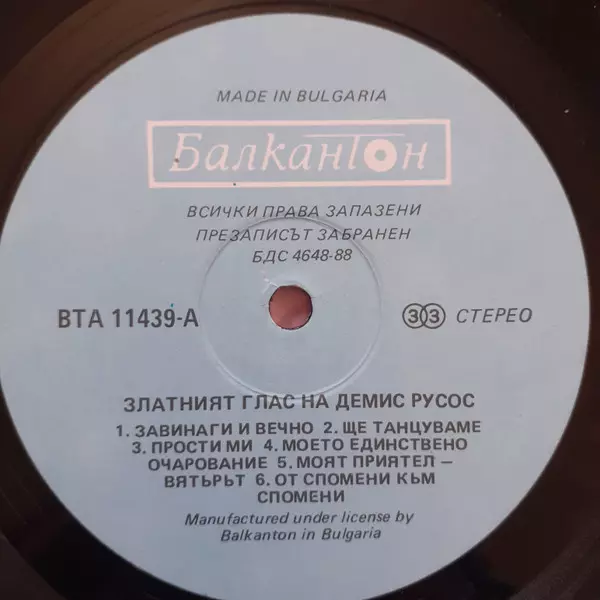 MADE IN BULGARIA
Балкантон
ВСИЧКИ ПРАВА ЗАПАЗЕНИ
ПРЕЗАПИСЪТ ЗАБРАНЕН
БДС 4648-88
ВТА 11439-А
33 СТЕРЕО
ЗЛАТНИЯТ ГЛАС НА ДЕМИС РУСОС
1. ЗАВИНАГИ И ВЕЧНО 2. ЩЕ ТАНЦУВАМЕ
3. ПРОСТИ МИ 4. МОЕТО ЕДИНСТВЕНО
ОЧАРОВАНИЕ 5. МОЯТ ПРИЯТЕЛ –
ВЯТЪРЪТ 6. ОТ СПОМЕНИ КЪМ
СПОМЕНИ
Manufactured under license by
Balkanton in Bulgaria